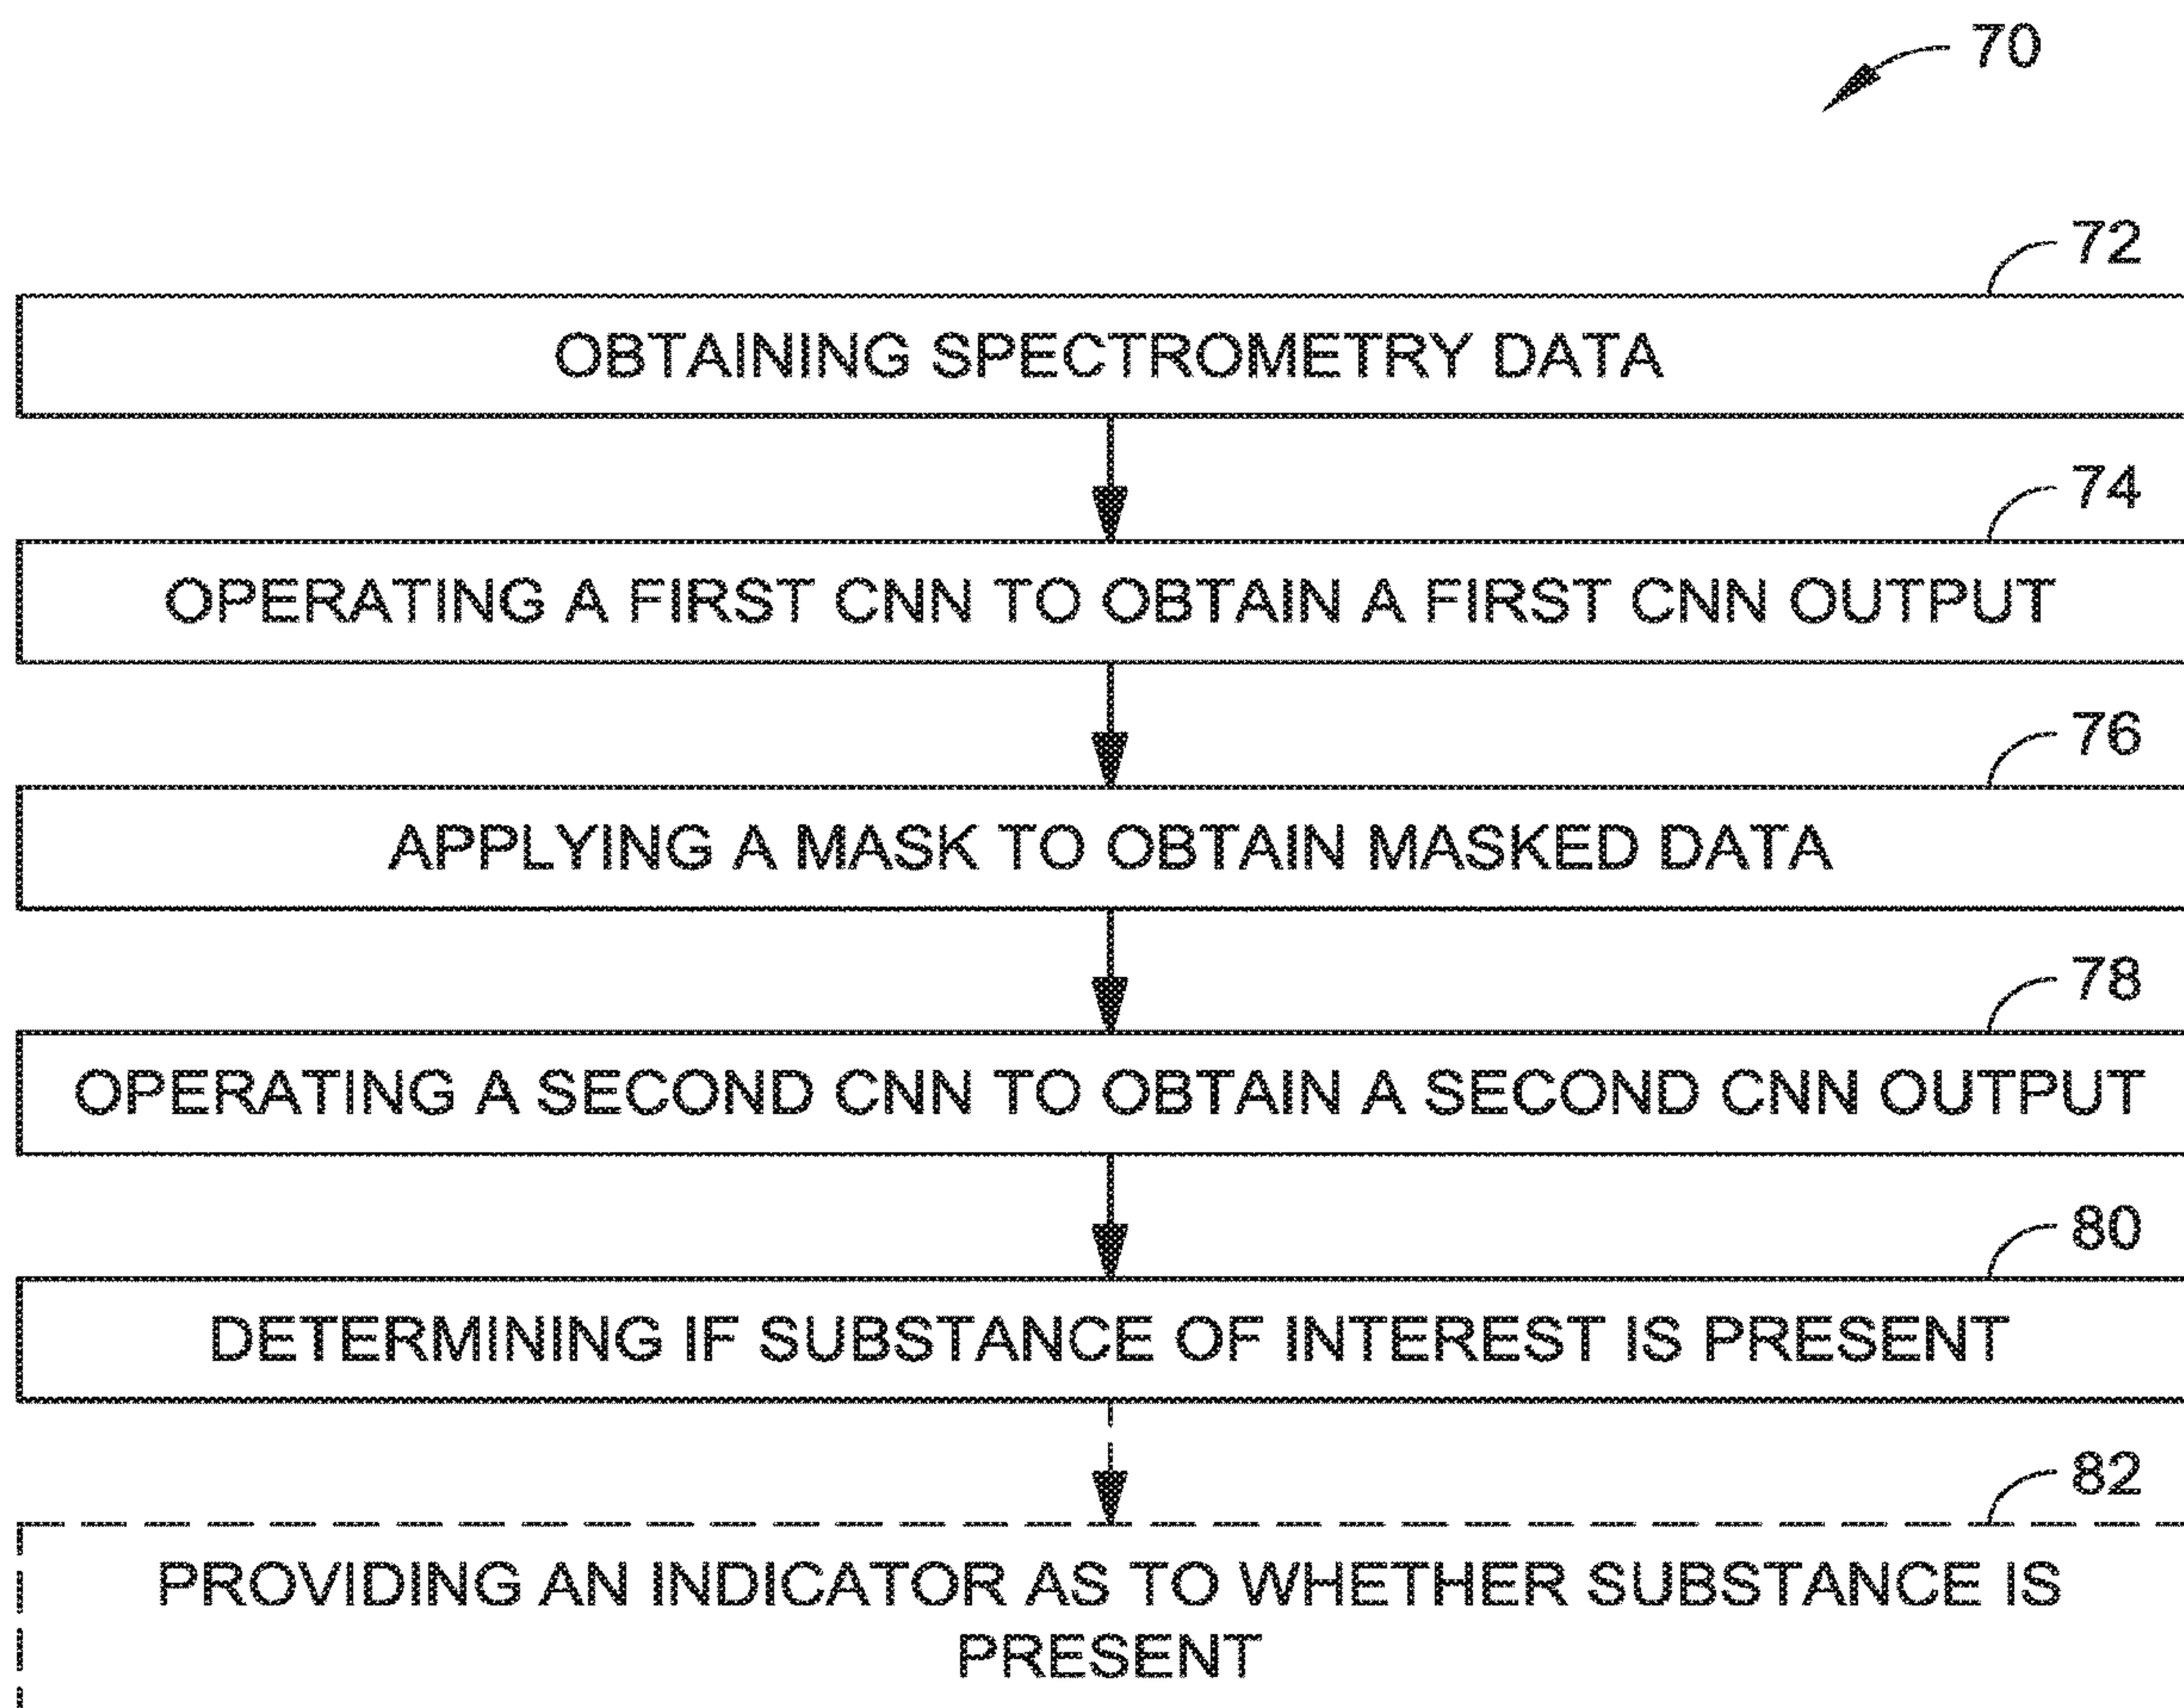 70
72
OBTAINING SPECTROMETRY DATA
74
OPERATING A FIRST CNN TO OBTAIN A FIRST CNN OUTPUT
76
APPLYING A MASK TO OBTAIN MASKED DATA
78
OPERATING A SECOND CNN TO OBTAIN A SECOND CNN OUTPUT
80
DETERMINING IF SUBSTANCE OF INTEREST IS PRESENT
82
PROVIDING AN INDICATOR AS TO WHETHER SUBSTANCE IS
PRESENT